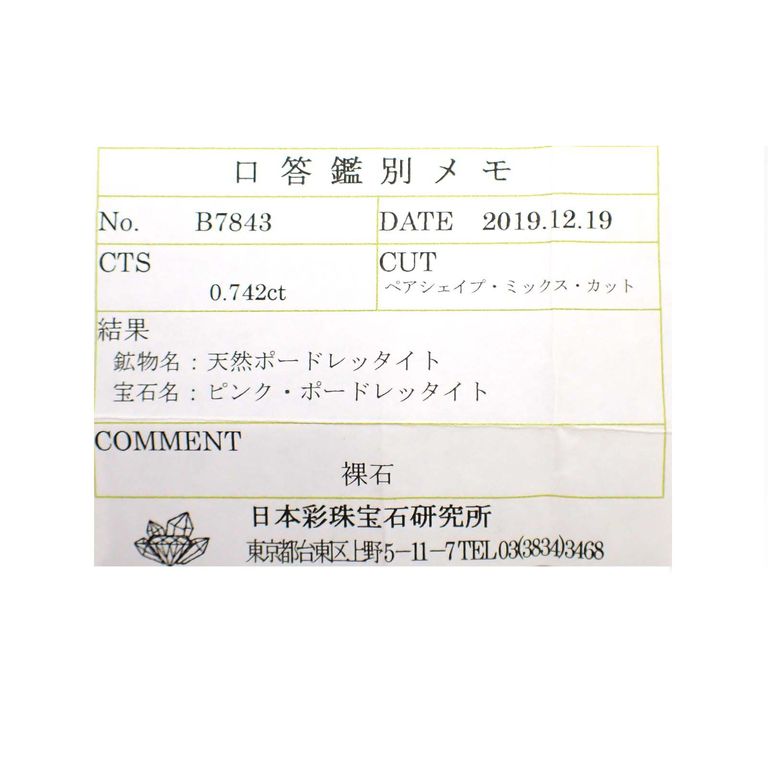 口答鑑別メモ
No. B7843 DATE 2019.12.19
CTS CUT
0.742ct ペアシェイプ・ミックス・カット
結果
鉱物名：天然ポードレッタイト
宝石名：ピンク・ポードレッタイト
COMMENT
裸石
日本彩珠宝石研究所
東京都台東区上野5−11−7TEL03(3834)3468